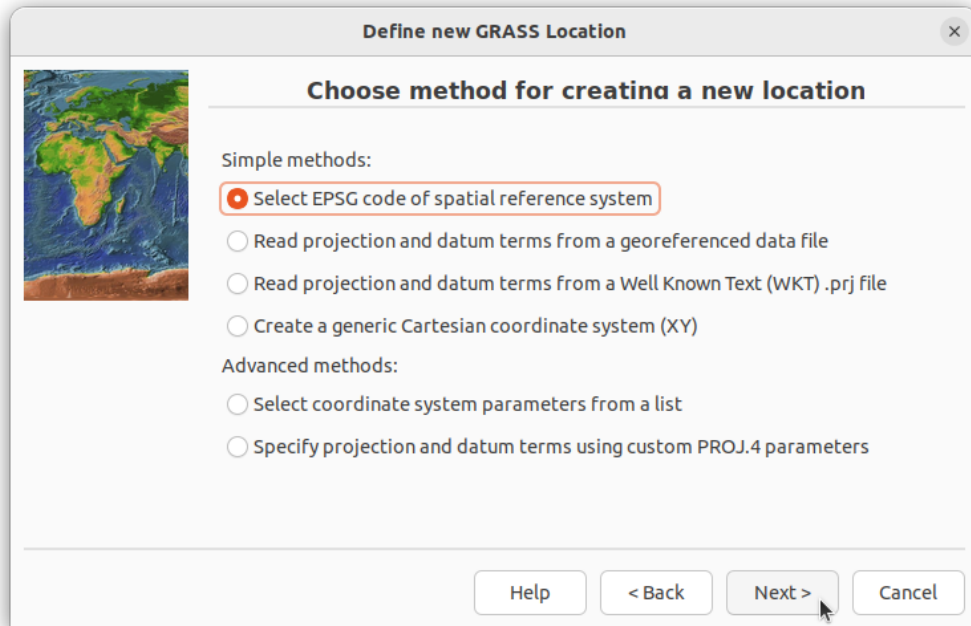 Define new GRASS Location
Choose method for creating a new location
Simple methods:
Select EPSG code of spatial reference system
Read projection and datum terms from a georeferenced data file
Read projection and datum terms from a Well Known Text (WKT) .prj file
Create a generic Cartesian coordinate system (XY)
Advanced methods:
Select coordinate system parameters from a list
Specify projection and datum terms using custom PROJ.4 parameters
Help
< Back
Next >
Cancel